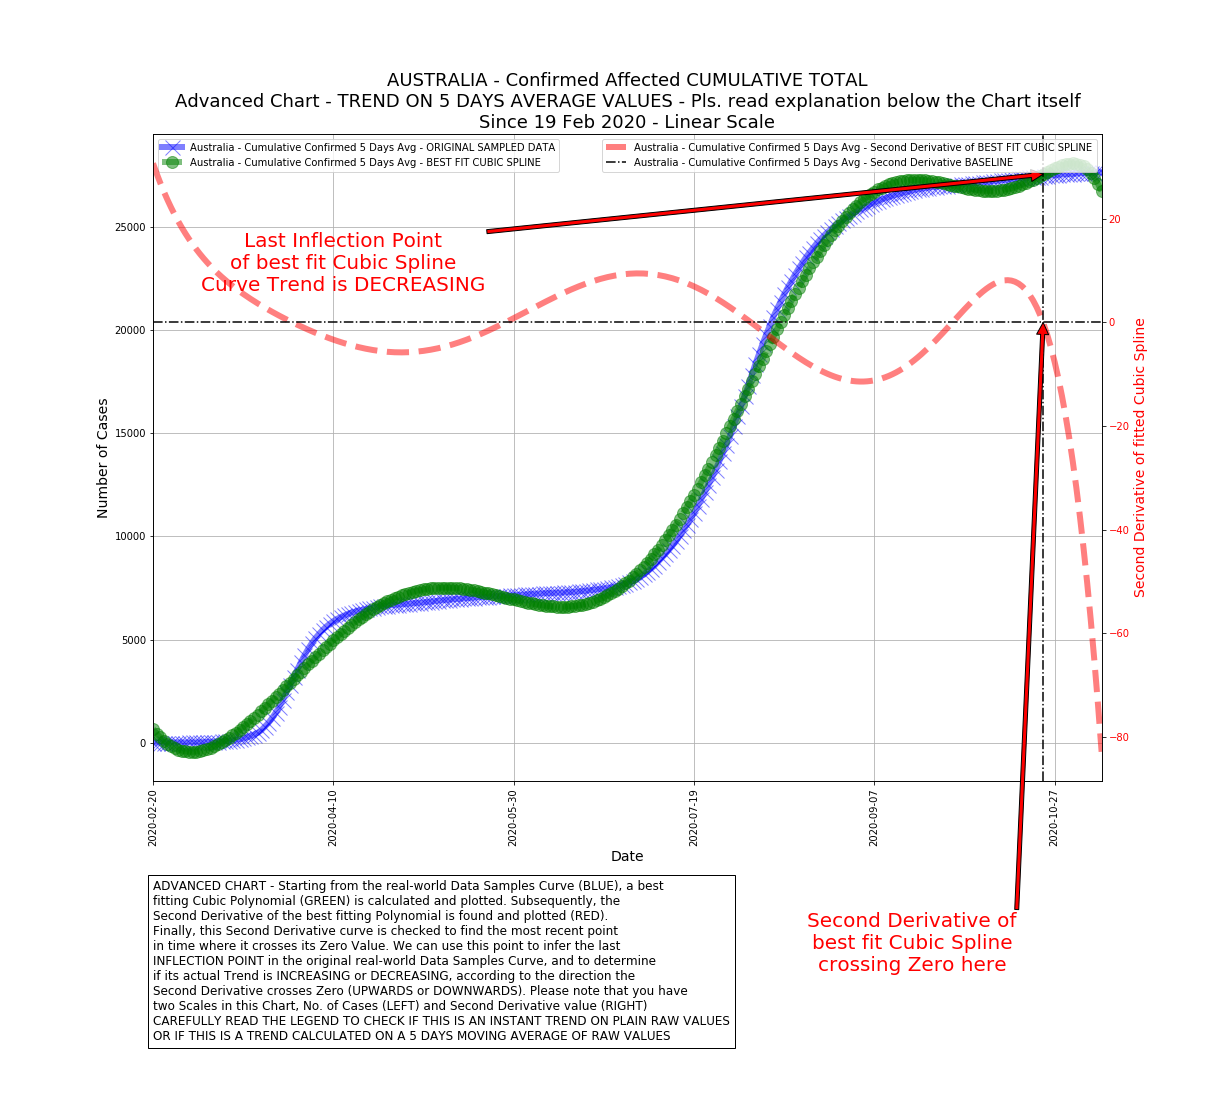 AUSTRALIA - Confirmed Affected CUMULATIVE TOTAL
Advanced Chart - TREND ON 5 DAYS AVERAGE VALUES - Pls. read explanation below the Chart itself
Since 19 Feb 2020 - Linear Scale
Australia - Cumulative Confirmed 5 Days Avg - ORIGINAL SAMPLED DATA
Australia - Cumulative Confirmed 5 Days Avg - BEST FIT CUBIC SPLINE
Australia - Cumulative Confirmed 5 Days Avg - Second Derivative of BEST FIT CUBIC SPLINE
Australia - Cumulative Confirmed 5 Days Avg - Second Derivative BASELINE
Last Inflection Point
of best fit Cubic Spline
Curve Trend is DECREASING
Number of Cases
25000
20000
15000
10000
5000
0
20
0
−20
−40
−60
−80
Second Derivative of fitted Cubic Spline
2020-02-20
2020-04-10
2020-05-30
2020-07-19
2020-09-07
2020-10-27
Date
ADVANCED CHART - Starting from the real-world Data Samples Curve (BLUE), a best
fitting Cubic Polynomial (GREEN) is calculated and plotted. Subsequently, the
Second Derivative of the best fitting Polynomial is found and plotted (RED).
Finally, this Second Derivative curve is checked to find the most recent point
in time where it crosses its Zero Value. We can use this point to infer the last
INFLECTION POINT in the original real-world Data Samples Curve, and to determine
if its actual Trend is INCREASING or DECREASING, according to the direction the
Second Derivative crosses Zero (UPWARDS or DOWNWARDS). Please note that you have
two Scales in this Chart, No. of Cases (LEFT) and Second Derivative value (RIGHT)
CAREFULLY READ THE LEGEND TO CHECK IF THIS IS AN INSTANT TREND ON PLAIN RAW VALUES
OR IF THIS IS A TREND CALCULATED ON A 5 DAYS MOVING AVERAGE OF RAW VALUES
Second Derivative of
best fit Cubic Spline
crossing Zero here